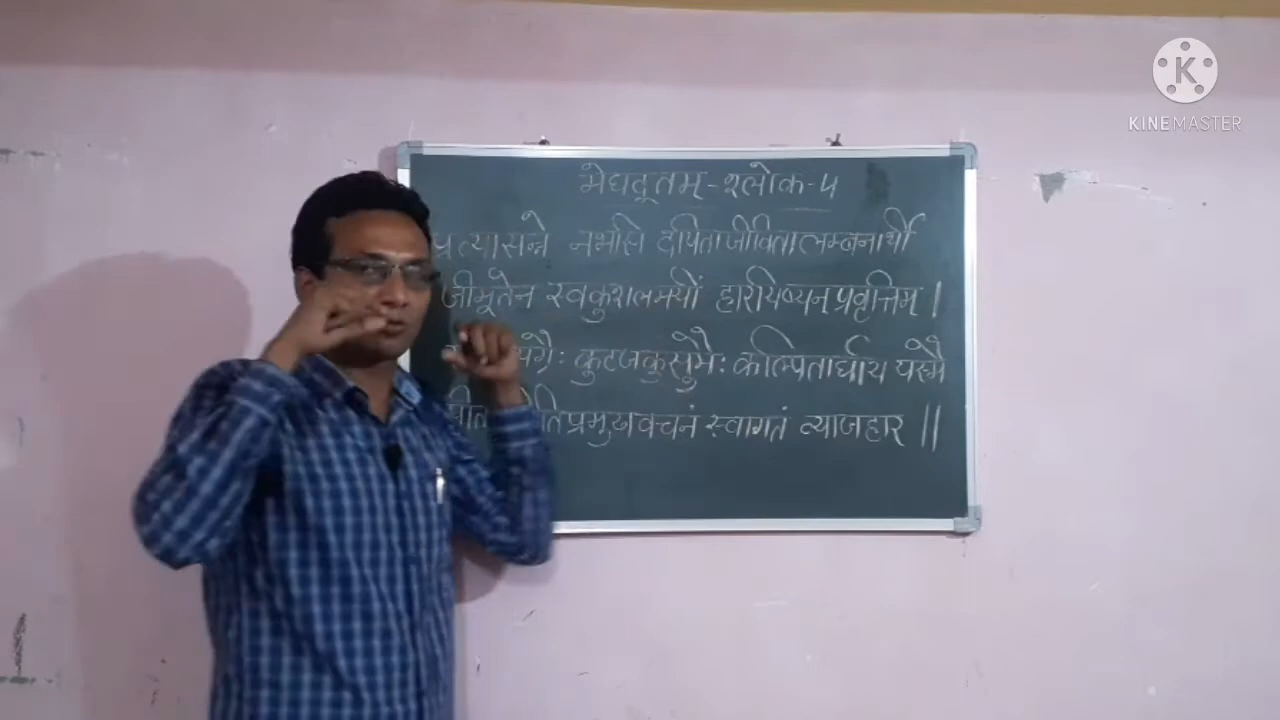 KINEMASTER
मेघदूतम् - श्लोक - ५
प्रत्यासन्ने नभसि दयिताजीवितालम्बनार्थी
जीमूतेन स्वकुशलमयीं हारयिष्यन्प्रवृत्तिम् ।
कुटजकुसुमैः कल्पितार्घाय यस्मै
प्रीतिप्रमुखवचनं स्वागतं व्याजहार ॥